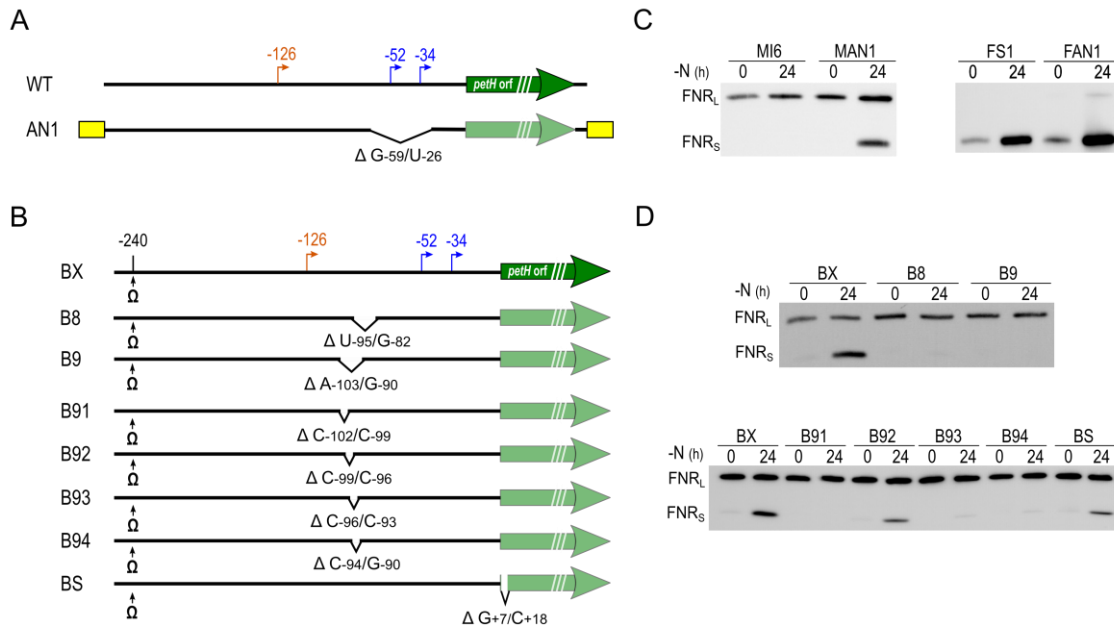 A
-126 -52 -34
WT petH orf
AN1
Δ G-59/U-26
B
-240 -126 -52 -34
BX petH orf
Ω
B8
Ω Δ U-95/G-82
B9
Ω Δ A-103/G-90
B91
Ω Δ C-102/C-99
B92
Ω Δ C-99/C-96
B93
Ω Δ C-96/C-93
B94
Ω Δ C-94/G-90
BS
Ω Δ G+7/C+18
C
MI6 MAN1
-N (h) 0 24 0 24
FNRL
FNRS
FS1 FAN1
0 24 0 24
D
BX B8 B9
-N (h) 0 24 0 24 0 24
FNRL
FNRS
BX B91 B92 B93 B94 BS
-N (h) 0 24 0 24 0 24 0 24 0 24 0 24
FNRL
FNRS